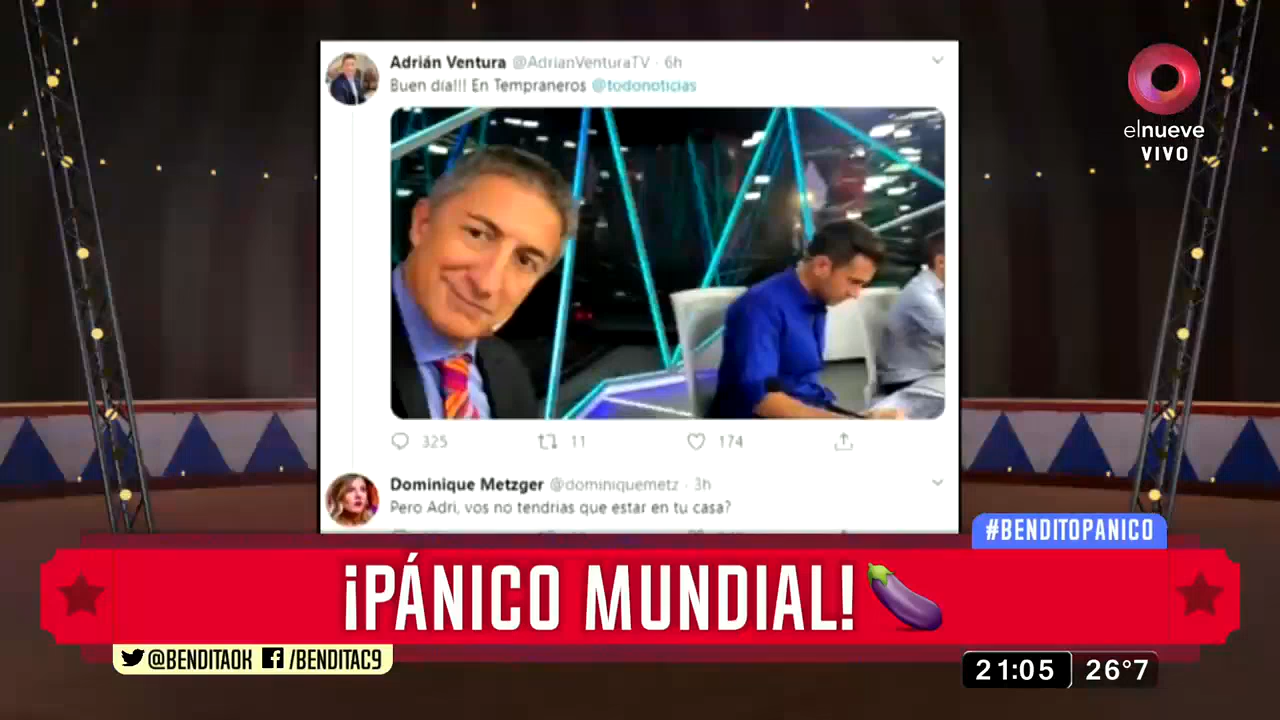 Adrián Ventura @AdrianVenturaTV · 6h
Buen día!!! En Tempraneros @todonoticias
325 11 174
Dominique Metzger @dominiquemetz · 3h
Pero Adri, vos no tendrias que estar en tu casa?
elnueve
VIVO
#BENDITOPANICO
¡PÁNICO MUNDIAL!🍆
@BENDITAOK /BENDITAC9
21:05 26°7